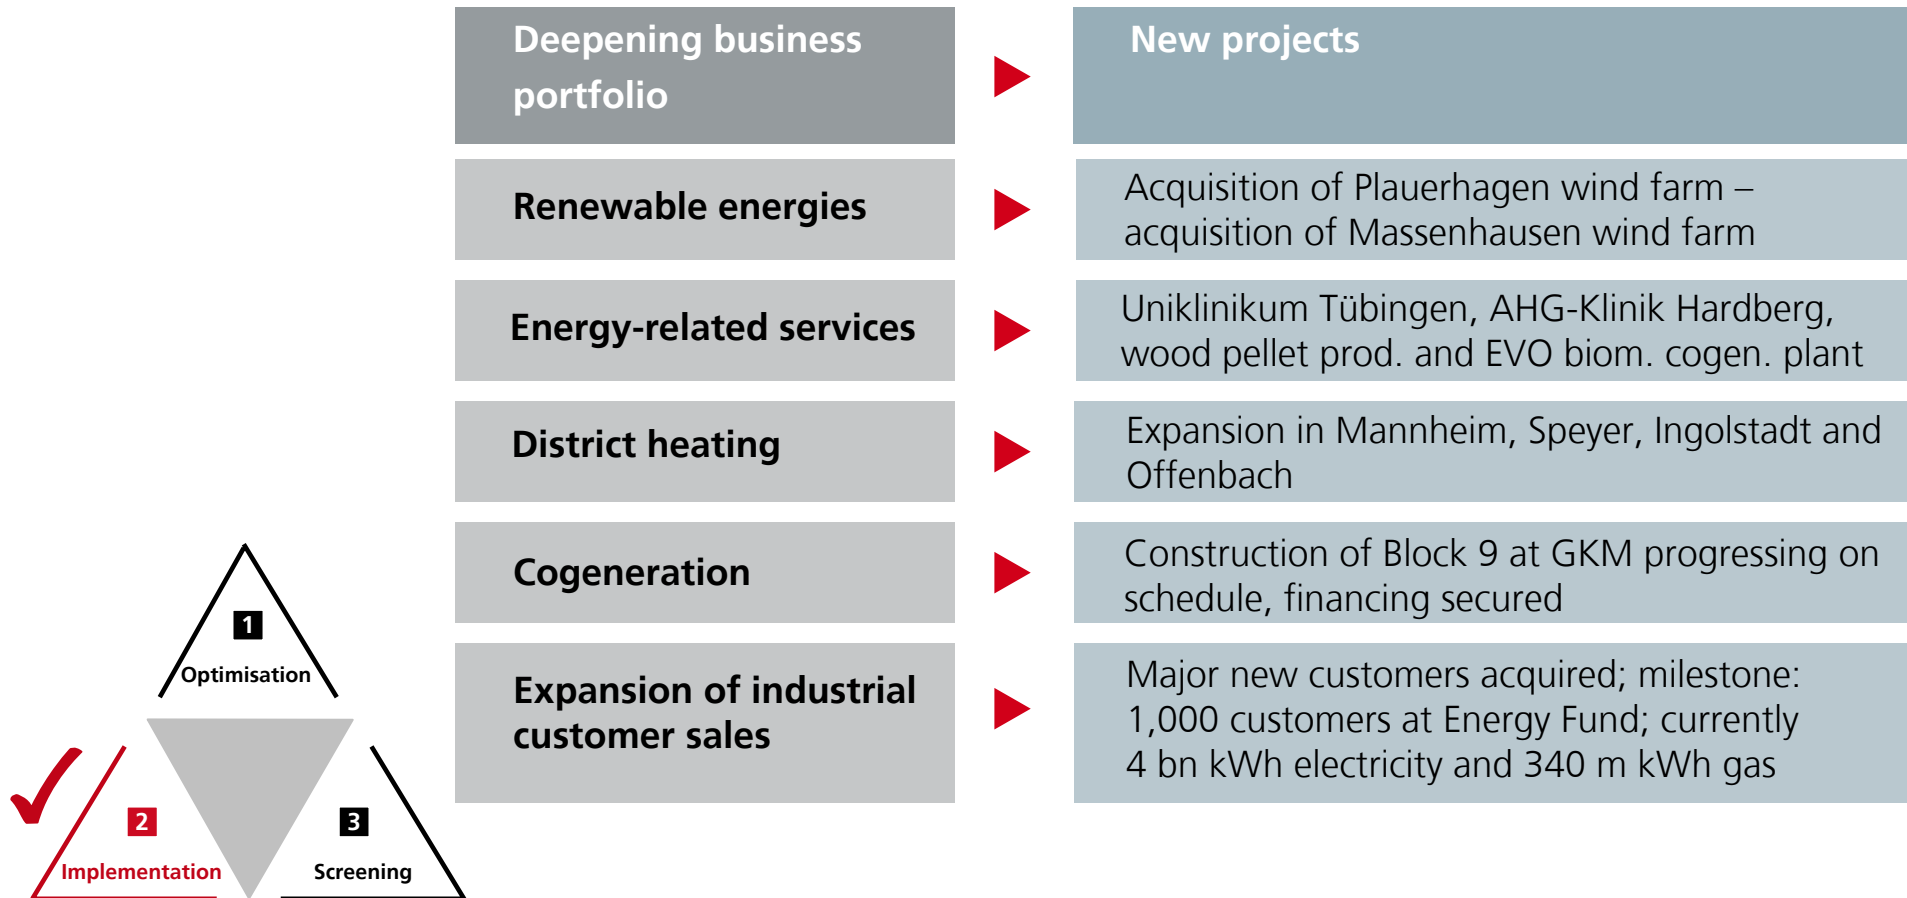 Deepening business
portfolio
New projects
Renewable energies
Acquisition of Plauerhagen wind farm –
acquisition of Massenhausen wind farm
Energy-related services
Uniklinikum Tübingen, AHG-Klinik Hardberg,
wood pellet prod. and EVO biom. cogen. plant
District heating
Expansion in Mannheim, Speyer, Ingolstadt and
Offenbach
Cogeneration
Construction of Block 9 at GKM progressing on
schedule, financing secured
Expansion of industrial
customer sales
Major new customers acquired; milestone:
1,000 customers at Energy Fund; currently
4 bn kWh electricity and 340 m kWh gas
1
Optimisation
2
Implementation
3
Screening